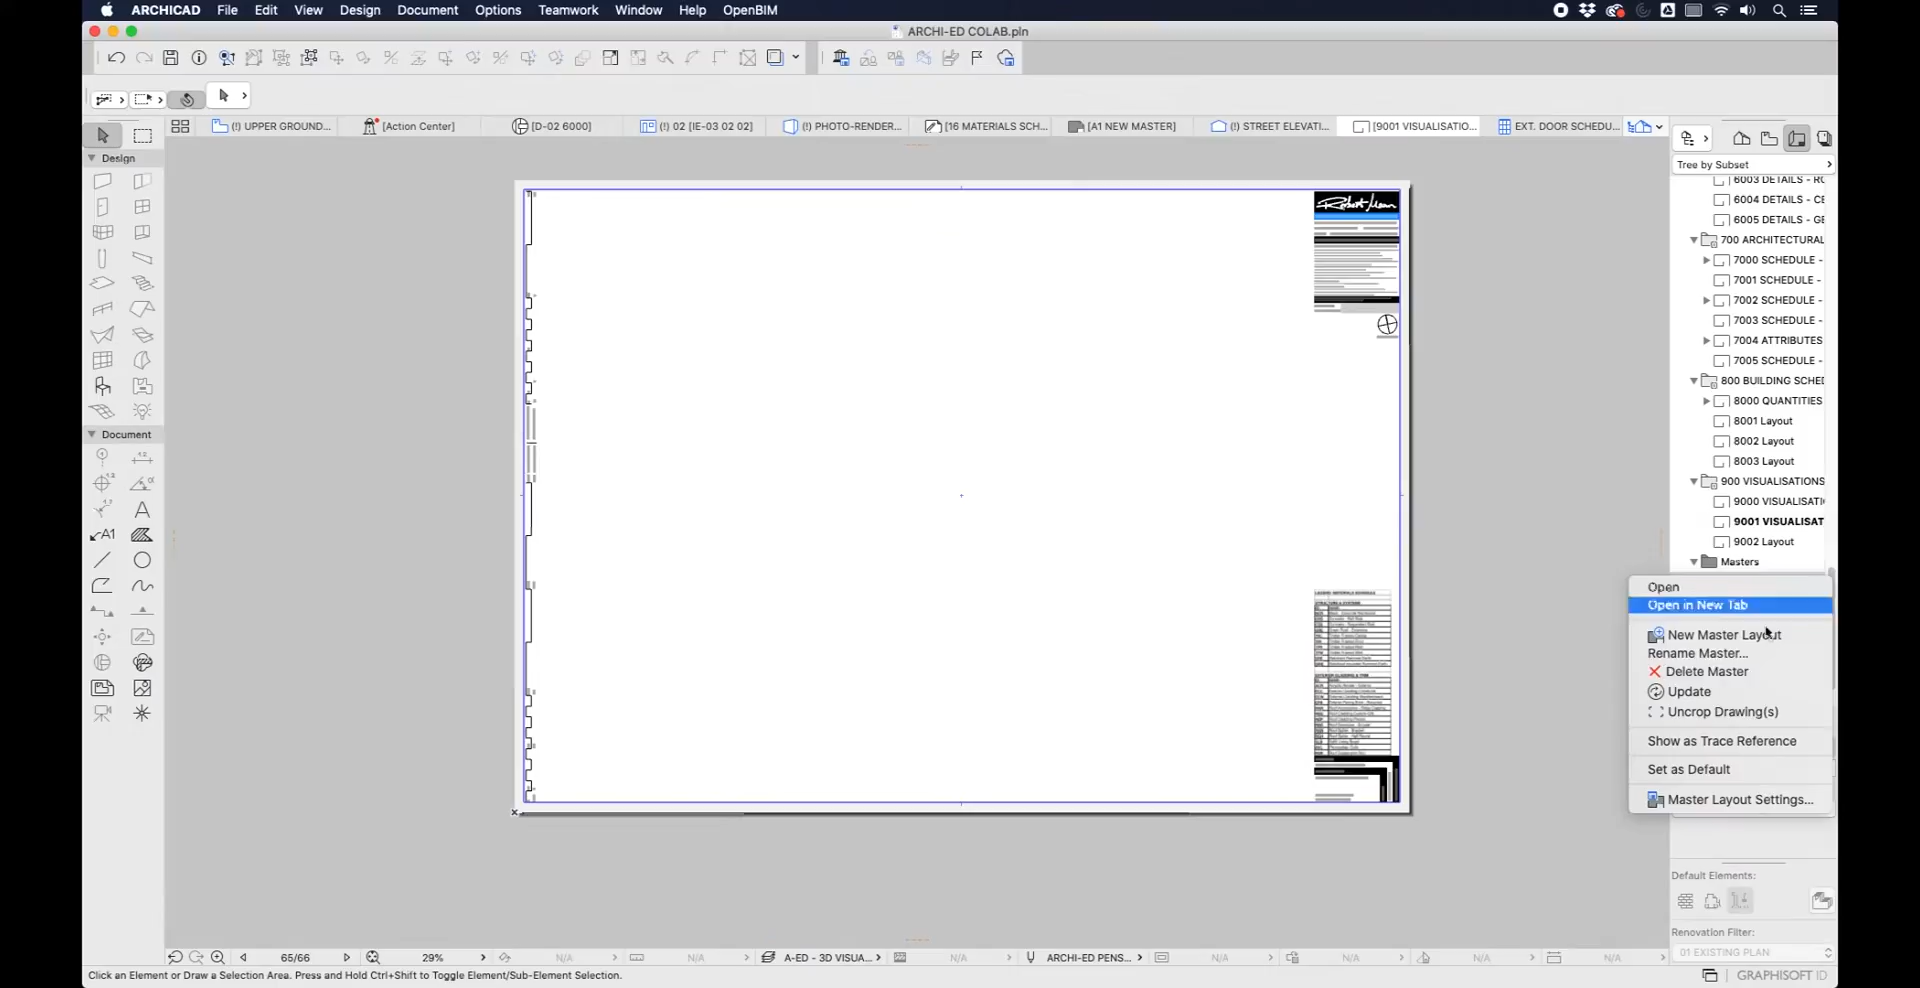 ARCHICAD File Edit View Design Document Options Teamwork Window Help OpenBIM
ARCHI-ED COLAB.pln
(!) UPPER GROUND...
[Action Center]
[D-02 6000]
(!) 02 [IE-03 02 02]
(!) PHOTO-RENDER...
[16 MATERIALS SCH...
[A1 NEW MASTER]
(!) STREET ELEVATI...
[9001 VISUALISATIO...
EXT. DOOR SCHEDU...
Design
Document
A1
Tree by Subset
6003 DETAILS - RO
6004 DETAILS - CE
6005 DETAILS - GE
700 ARCHITECTURAL
7000 SCHEDULE -
7001 SCHEDULE -
7002 SCHEDULE -
7003 SCHEDULE -
7004 ATTRIBUTES
7005 SCHEDULE -
800 BUILDING SCHED
8000 QUANTITIES
8001 Layout
8002 Layout
8003 Layout
900 VISUALISATIONS
9000 VISUALISATI
9001 VISUALISAT
9002 Layout
Masters
Open
Open in New Tab
New Master Layout
Rename Master...
Delete Master
Update
Uncrop Drawing(s)
Show as Trace Reference
Set as Default
Master Layout Settings...
Default Elements:
Renovation Filter:
01 EXISTING PLAN
65/66
29%
N/A
N/A
A-ED - 3D VISUA...
N/A
ARCHI-ED PENS...
N/A
N/A
N/A
N/A
Click an Element or Draw a Selection Area. Press and Hold Ctrl+Shift to Toggle Element/Sub-Element Selection.
GRAPHISOFT ID